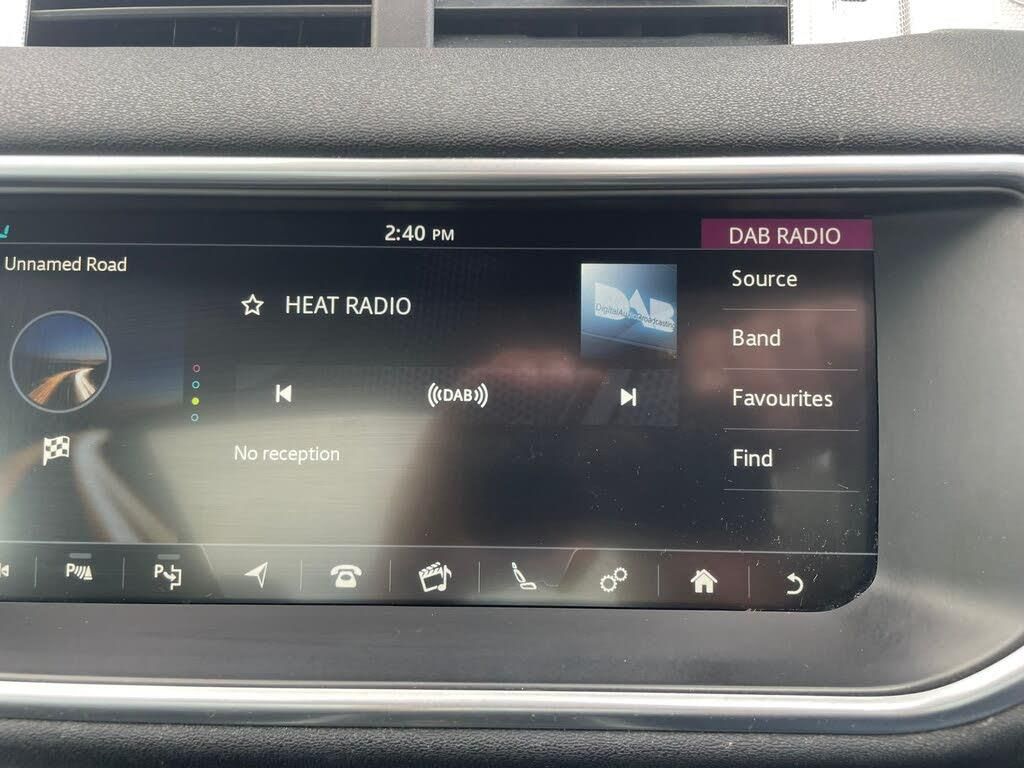 2:40 PM
DAB RADIO
Unnamed Road
Source
HEAT RADIO
DAB
Digital Audio Broadcasting
Band
DAB
Favourites
No reception
Find
P
P